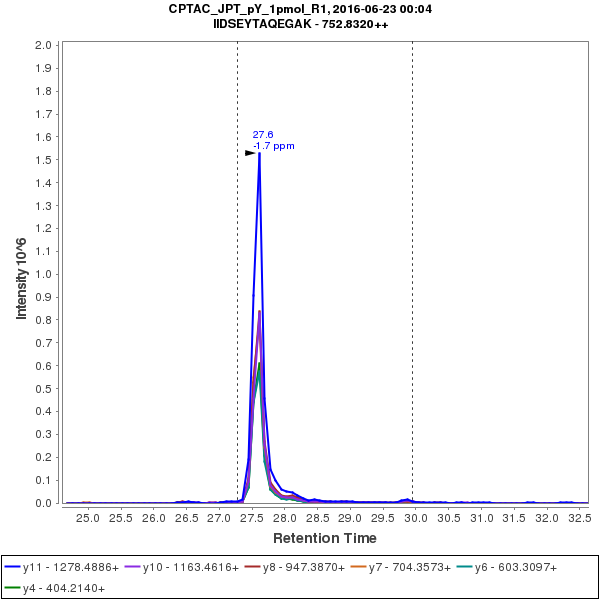 CPTAC_JPT_pY_1pmol_R1, 2016-06-23 00:04
IIDSEYTAQEGAK - 752.8320++
2.0
1.9
1.8
1.7
1.6
1.5
1.4
1.3
1.2
1.1
1.0
0.9
0.8
0.7
0.6
0.5
0.4
0.3
0.2
0.1
0.0
Intensity 10^6
27.6
-1.7 ppm
25.0 25.5 26.0 26.5 27.0 27.5 28.0 28.5 29.0 29.5 30.0 30.5 31.0 31.5 32.0 32.5
Retention Time
y11 - 1278.4886+ y10 - 1163.4616+ y8 - 947.3870+ y7 - 704.3573+ y6 - 603.3097+
y4 - 404.2140+